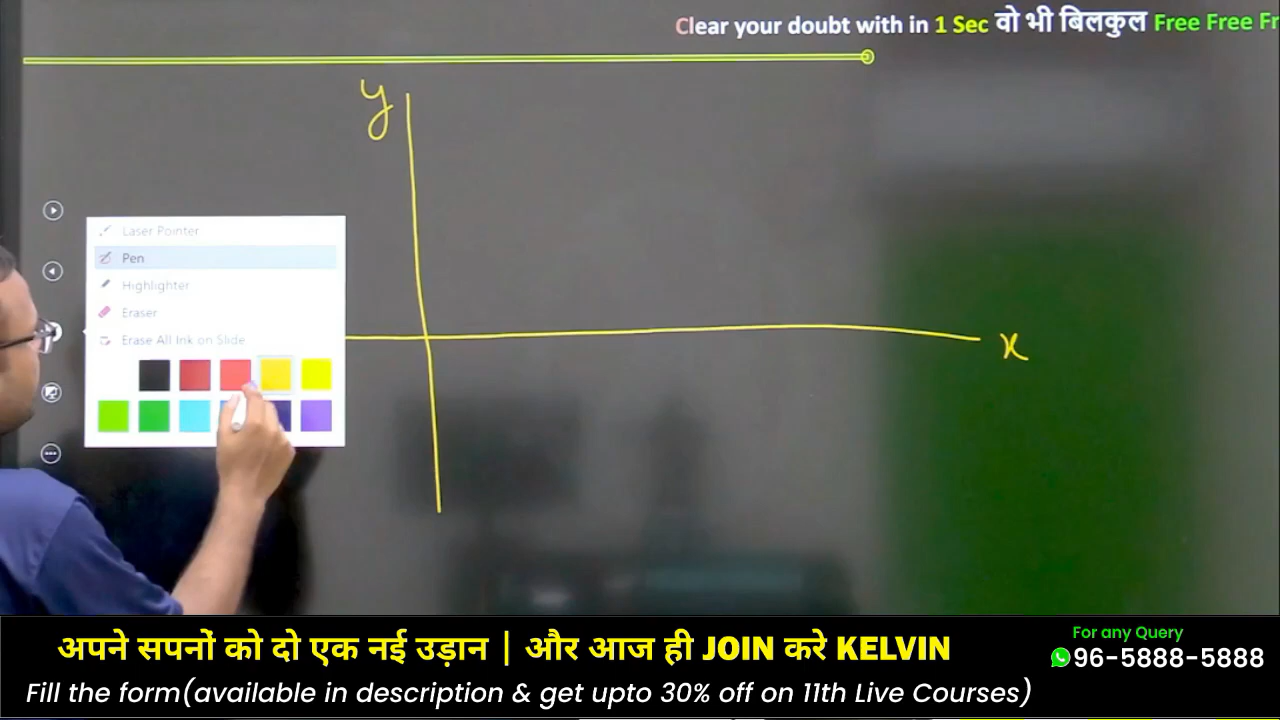 Clear your doubt with in 1 Sec वो भी बिलकुल Free Free Fr
y
Laser Pointer
Pen
Highlighter
Eraser
Erase All Ink on Slide
x
अपने सपनों को दो एक नई उड़ान | और आज ही JOIN करे KELVIN
For any Query
96-5888-5888
Fill the form(available in description & get upto 30% off on 11th Live Courses)